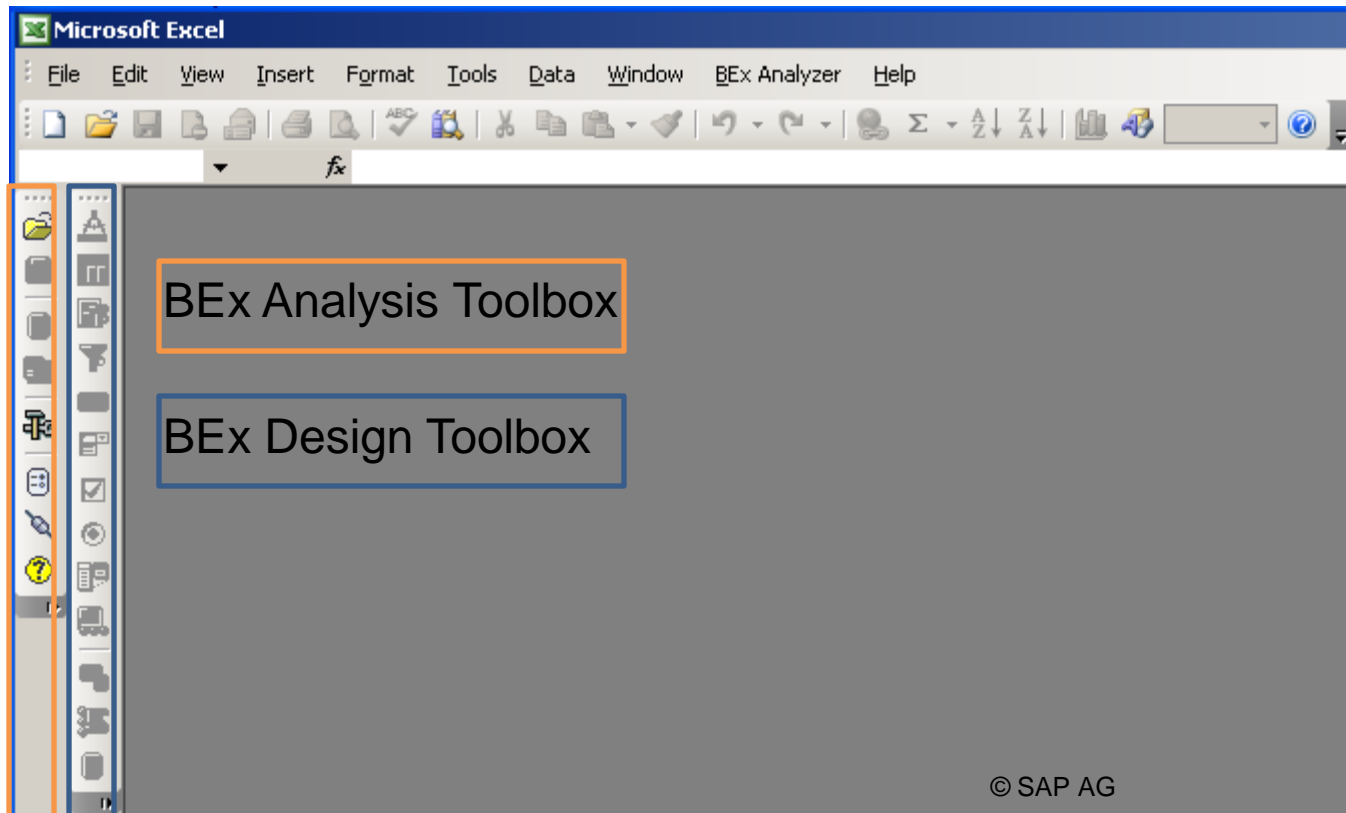 Microsoft Excel
File Edit View Insert Format Tools Data Window BEx Analyzer Help
ABC Σ A Z Z A ?
fx
BEx Analysis Toolbox
BEx Design Toolbox
?
© SAP AG